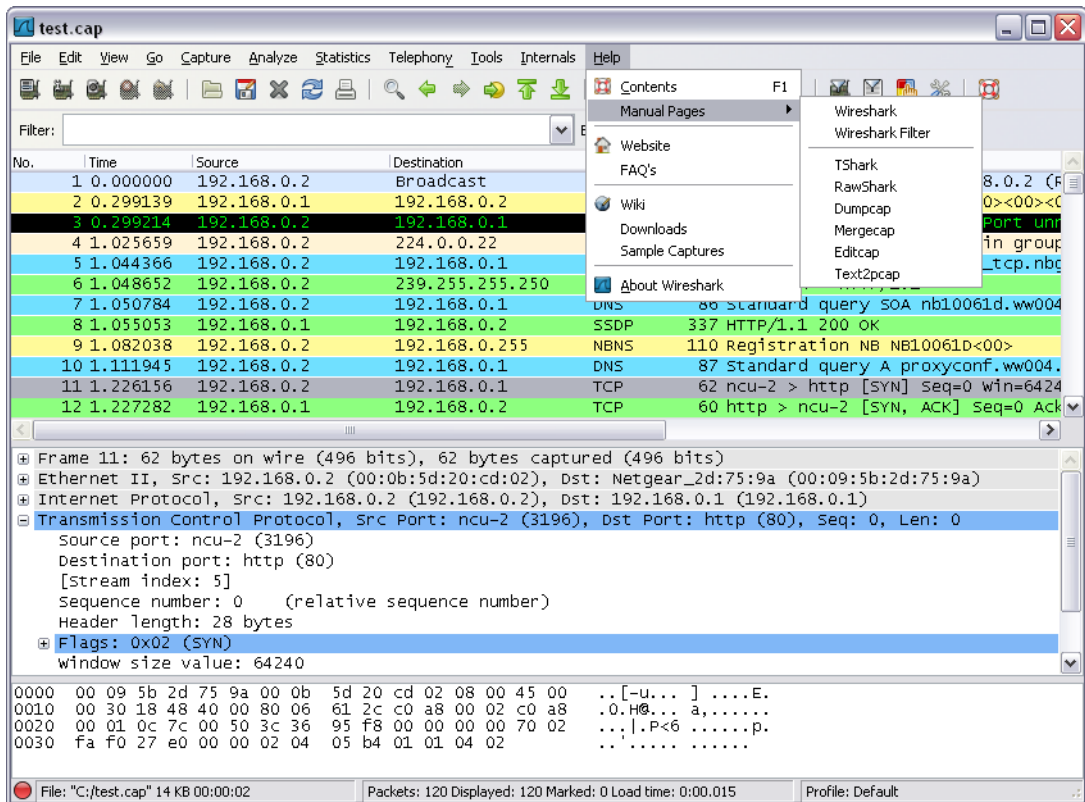 test.cap
File Edit View Go Capture Analyze Statistics Telephony Tools Internals Help
Contents F1
Manual Pages
Website
FAQ's
Wiki
Downloads
Sample Captures
About Wireshark
Wireshark
Wireshark Filter
TShark
RawShark
Dumpcap
Mergecap
Editcap
Text2pcap
Filter:
No. Time Source Destination
1 0.000000 192.168.0.2 Broadcast 8.0.2
2 0.299139 192.168.0.1 192.168.0.2 0><00><
3 0.299214 192.168.0.2 192.168.0.1 Port unr
4 1.025659 192.168.0.2 224.0.0.22 in group
5 1.044366 192.168.0.2 192.168.0.1 _tcp.nbg
6 1.048652 192.168.0.2 239.255.255.250
7 1.050784 192.168.0.2 192.168.0.1 DNS 86 Standard query SOA nb10061d.ww004
8 1.055053 192.168.0.1 192.168.0.2 SSDP 337 HTTP/1.1 200 OK
9 1.082038 192.168.0.2 192.168.0.255 NBNS 110 Registration NB NB10061D<00>
10 1.111945 192.168.0.2 192.168.0.1 DNS 87 Standard query A proxyconf.ww004.
11 1.226156 192.168.0.2 192.168.0.1 TCP 62 ncu-2 > http [SYN] Seq=0 Win=6424
12 1.227282 192.168.0.1 192.168.0.2 TCP 60 http > ncu-2 [SYN, ACK] Seq=0 Ack
Frame 11: 62 bytes on wire (496 bits), 62 bytes captured (496 bits)
Ethernet II, Src: 192.168.0.2 (00:0b:5d:20:cd:02), Dst: Netgear_2d:75:9a (00:09:5b:2d:75:9a)
Internet Protocol, Src: 192.168.0.2 (192.168.0.2), Dst: 192.168.0.1 (192.168.0.1)
Transmission Control Protocol, Src Port: ncu-2 (3196), Dst Port: http (80), Seq: 0, Len: 0
Source port: ncu-2 (3196)
Destination port: http (80)
[Stream index: 5]
Sequence number: 0 (relative sequence number)
Header length: 28 bytes
Flags: 0x02 (SYN)
Window size value: 64240
0000 00 09 5b 2d 75 9a 00 0b 5d 20 cd 02 08 00 45 00 ..[-u... ] ....E.
0010 00 30 18 48 40 00 80 06 61 2c c0 a8 00 02 c0 a8 .0.H@... a,......
0020 00 01 0c 7c 00 50 3c 36 95 f8 00 00 00 00 70 02 ...|.P<6 ......p.
0030 fa f0 27 e0 00 00 02 04 05 b4 01 01 04 02 ..'..... ......
File: "C:/test.cap" 14 KB 00:00:02 Packets: 120 Displayed: 120 Marked: 0 Load time: 0:00.015 Profile: Default